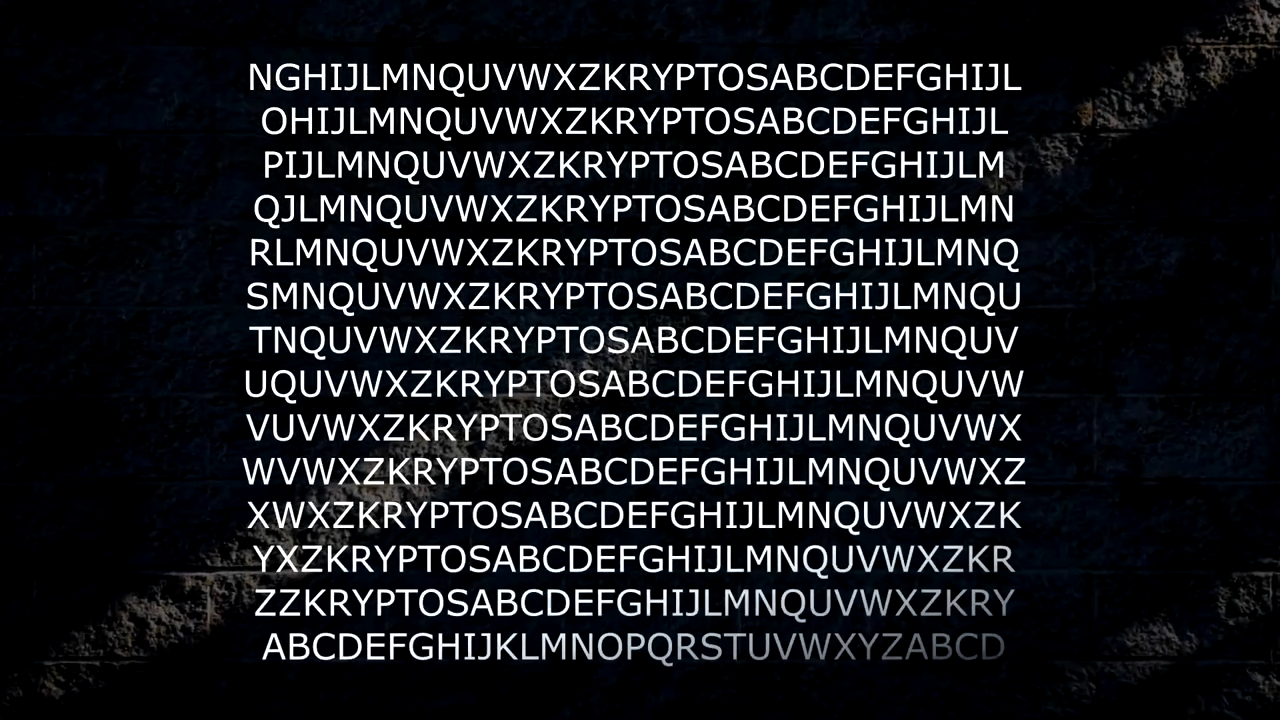 NGHIJLMNQUVWXZKRYPTOSABCDEFGHIJL
OHIJLMNQUVWXZKRYPTOSABCDEFGHIJL
PIJLMNQUVWXZKRYPTOSABCDEFGHIJLM
QJLMNQUVWXZKRYPTOSABCDEFGHIJLMN
RLMNQUVWXZKRYPTOSABCDEFGHIJLMNQ
SMNQUVWXZKRYPTOSABCDEFGHIJLMNQU
TNQUVWXZKRYPTOSABCDEFGHIJLMNQUV
UQUVWXZKRYPTOSABCDEFGHIJLMNQUVW
VUVWXZKRYPTOSABCDEFGHIJLMNQUVWX
WVWXZKRYPTOSABCDEFGHIJLMNQUVWXZ
XWXZKRYPTOSABCDEFGHIJLMNQUVWXZK
YXZKRYPTOSABCDEFGHIJLMNQUVWXZKR
ZZKRYPTOSABCDEFGHIJLMNQUVWXZKRY
ABCDEFGHIJKLMNOPQRSTUVWXYZABCD